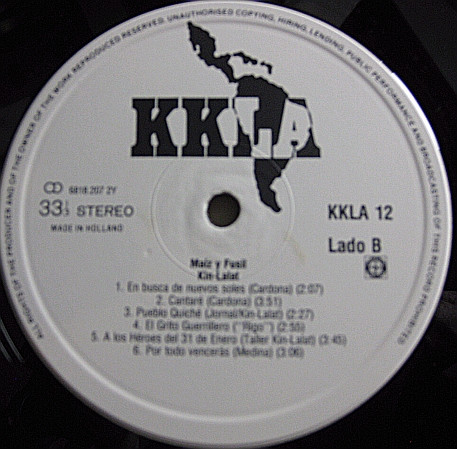 ALL RIGHTS OF THE PRODUCER AND OF THE OWNER OF THE WORK REPRODUCED RESERVED, UNAUTHORISED COPYING, HIRING, LENDING, PUBLIC PERFORMANCE AND BROADCASTING OF THIS RECORD PROHIBITED
KKLA
6818 207 2Y
33⅓ STEREO
MADE IN HOLLAND
KKLA 12
Lado B
Maíz y Fusil
Kin-Lalat
1. En busca de nuevos soles (Cardona) (2:07)
2. Cantaré (Cardona) (3:51)
3. Pueblo Quiché (Jornal/Kin-Lalat) (2:27)
4. El Grito Guerrillero ("Rigo") (2:55)
5. A los Héroes del 31 de Enero (Taller Kin-Lalat) (3:45)
6. Por todo vencerás (Medina) (3:06)